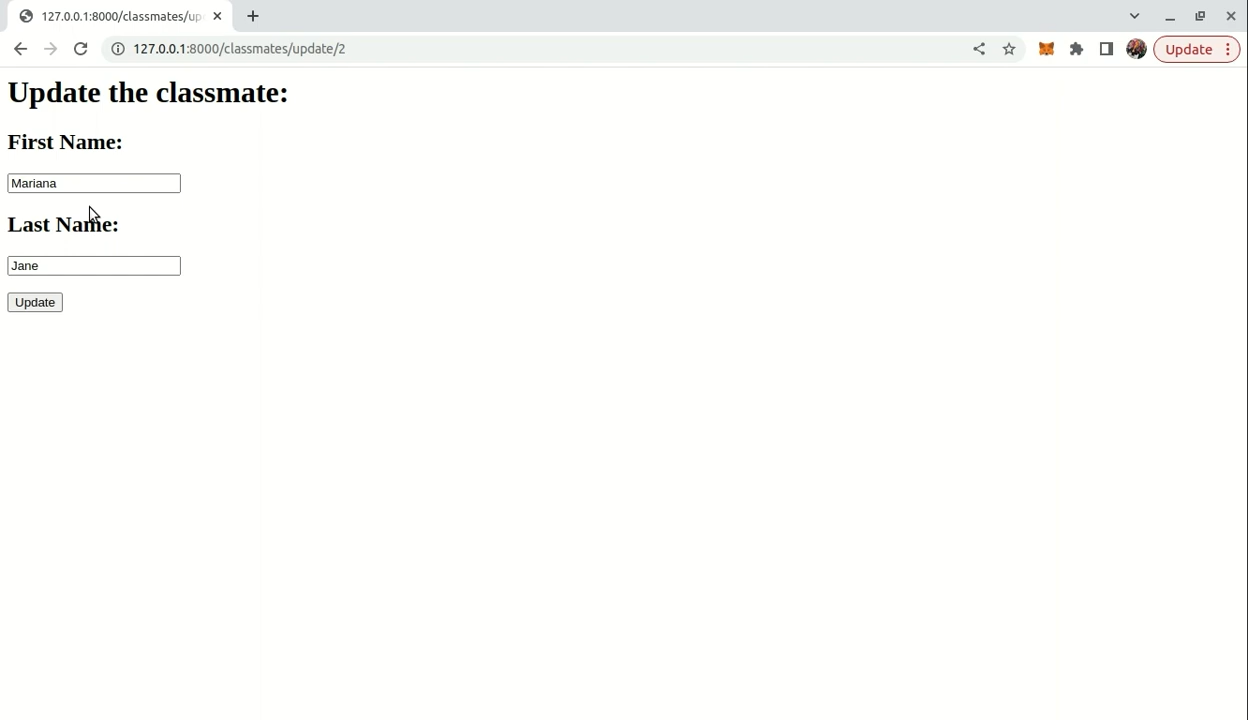 127.0.0.1:8000/classmates/up
127.0.0.1:8000/classmates/update/2
Update
Update the classmate:
First Name:
Mariana
Last Name:
Jane
Update